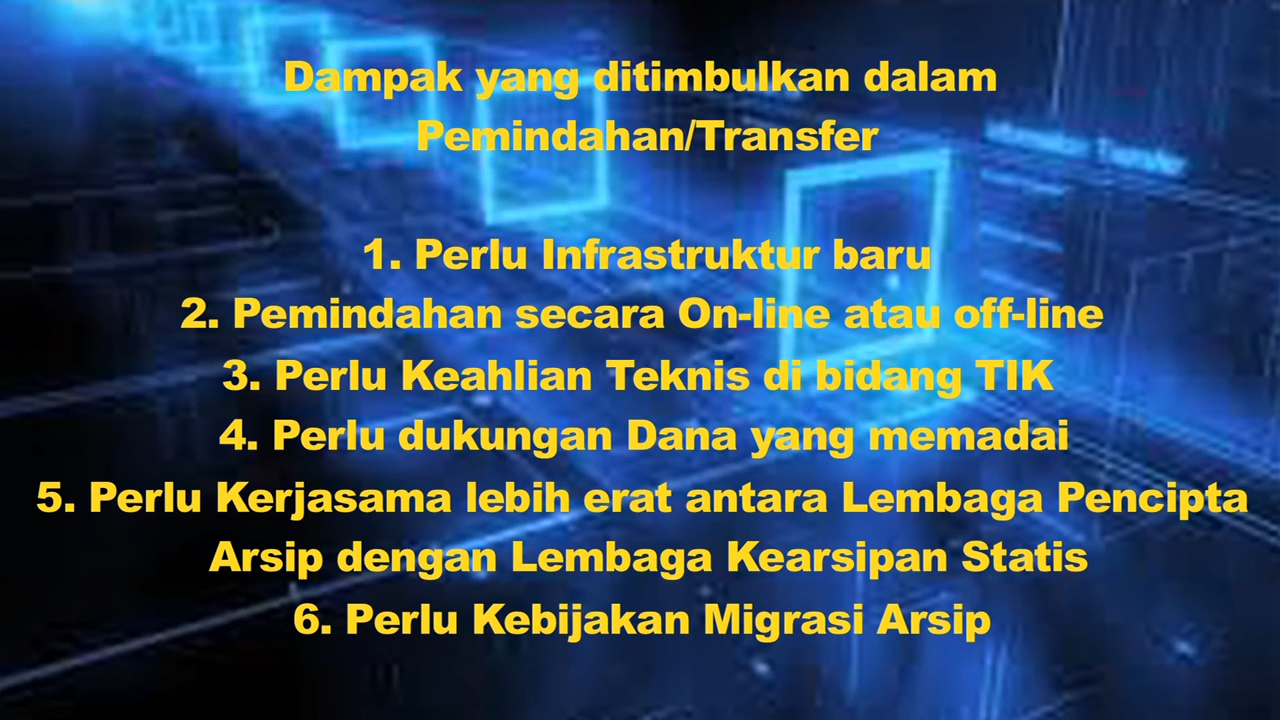 Dampak yang ditimbulkan dalam
Pemindahan/Transfer
1. Perlu Infrastruktur baru
2. Pemindahan secara On-line atau off-line
3. Perlu Keahlian Teknis di bidang TIK
4. Perlu dukungan Dana yang memadai
5. Perlu Kerjasama lebih erat antara Lembaga Pencipta
Arsip dengan Lembaga Kearsipan Statis
6. Perlu Kebijakan Migrasi Arsip
Transfer